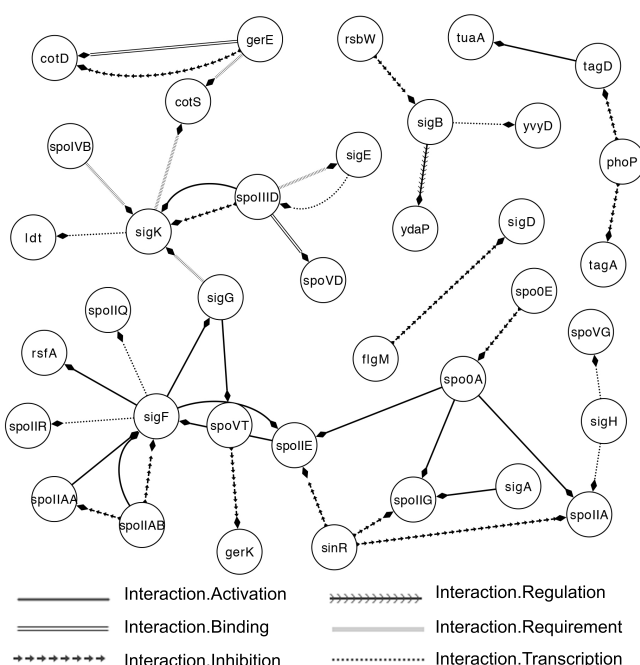 gerE
rsbW
tuaA
cotD
tagD
cotS
sigB
yvyD
spoIVB
sigE
phoP
spoIIID
ldt
sigK
ydaP
sigD
tagA
spoVD
sigG
spo0E
spoIIQ
spoVG
rsfA
flgM
spo0A
spoIIR
sigF
spoVT
sigH
spoIIE
spoIIAA
spoIIG
sigA
spoIIAB
spoIIA
gerK
sinR
Interaction.Activation
Interaction.Regulation
Interaction.Binding
Interaction.Requirement
Interaction.Inhibition
Interaction.Transcription